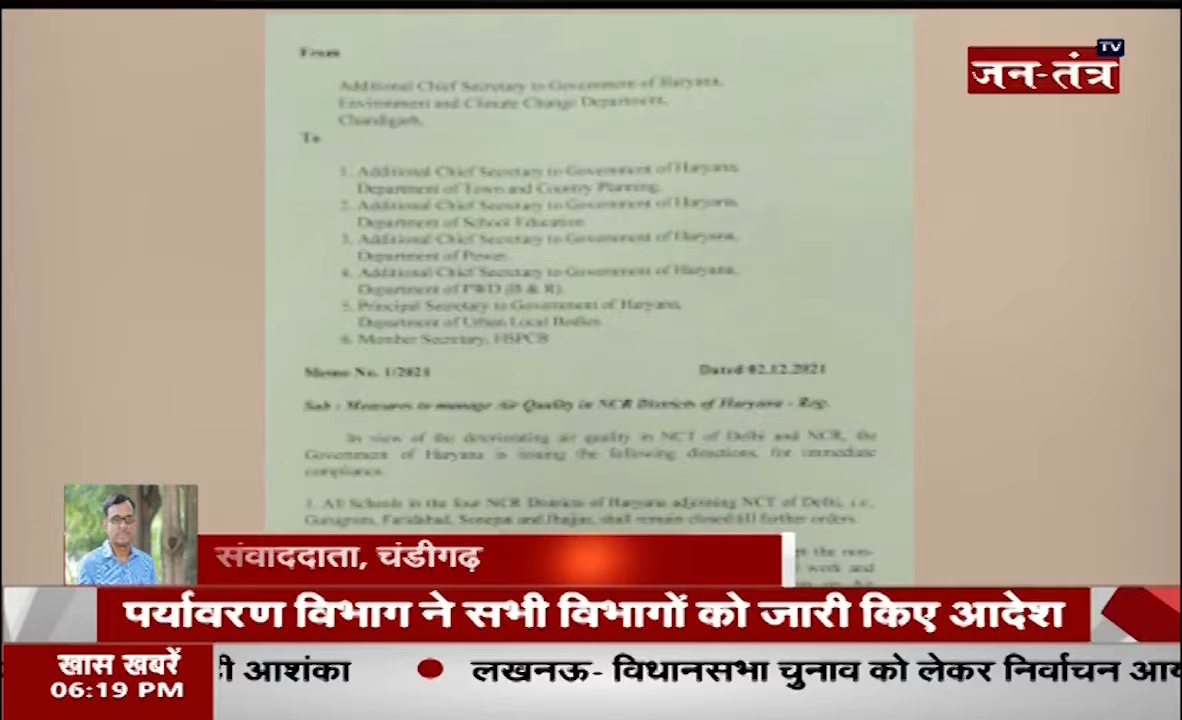 From
जन-तंत्र
TV
Additional Chief Secretary to Government of Haryana,
Environment and Climate Change Department,
Chandigarh.
To
1. Additional Chief Secretary to Government of Haryana,
Department of Town and Country Planning.
2. Additional Chief Secretary to Government of Haryana,
Department of School Education
3. Additional Chief Secretary to Government of Haryana,
Department of Power
4. Additional Chief Secretary to Government of Haryana,
Department of PWD (B & R)
5. Principal Secretary to Government of Haryana,
Department of Urban Local Bodies
6. Member Secretary, HSPCB
Memo No. 1/2021 Dated 02.12.2021
Sub : Measures to manage Air Quality in NCR Districts of Haryana - Reg.
In view of the deteriorating air quality in NCT of Delhi and NCR, the
Government of Haryana is issuing the following directions, for immediate
compliance.
1. All Schools in the four NCR Districts of Haryana adjoining NCT of Delhi, i.e.,
Gurugram, Faridabad, Sonepat and Jhajjar, shall remain closed till further orders.
the non-
work and
संवाददाता, चंडीगढ़
पर्यावरण विभाग ने सभी विभागों को जारी किए आदेश
खास खबरें
06:19 PM
ी आशंका ● लखनऊ- विधानसभा चुनाव को लेकर निर्वाचन आय